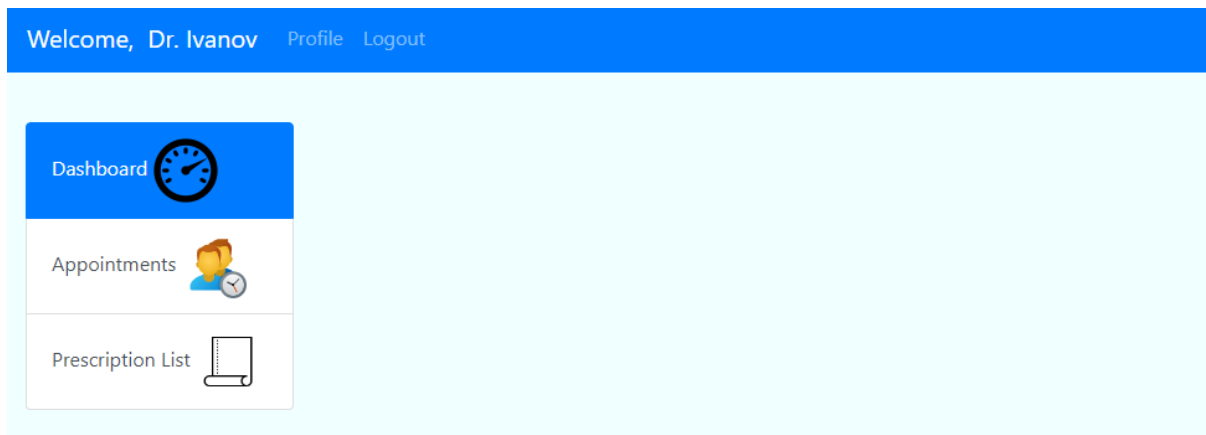 Welcome,  Dr. Ivanov Profile Logout
Dashboard
Appointments
Prescription List